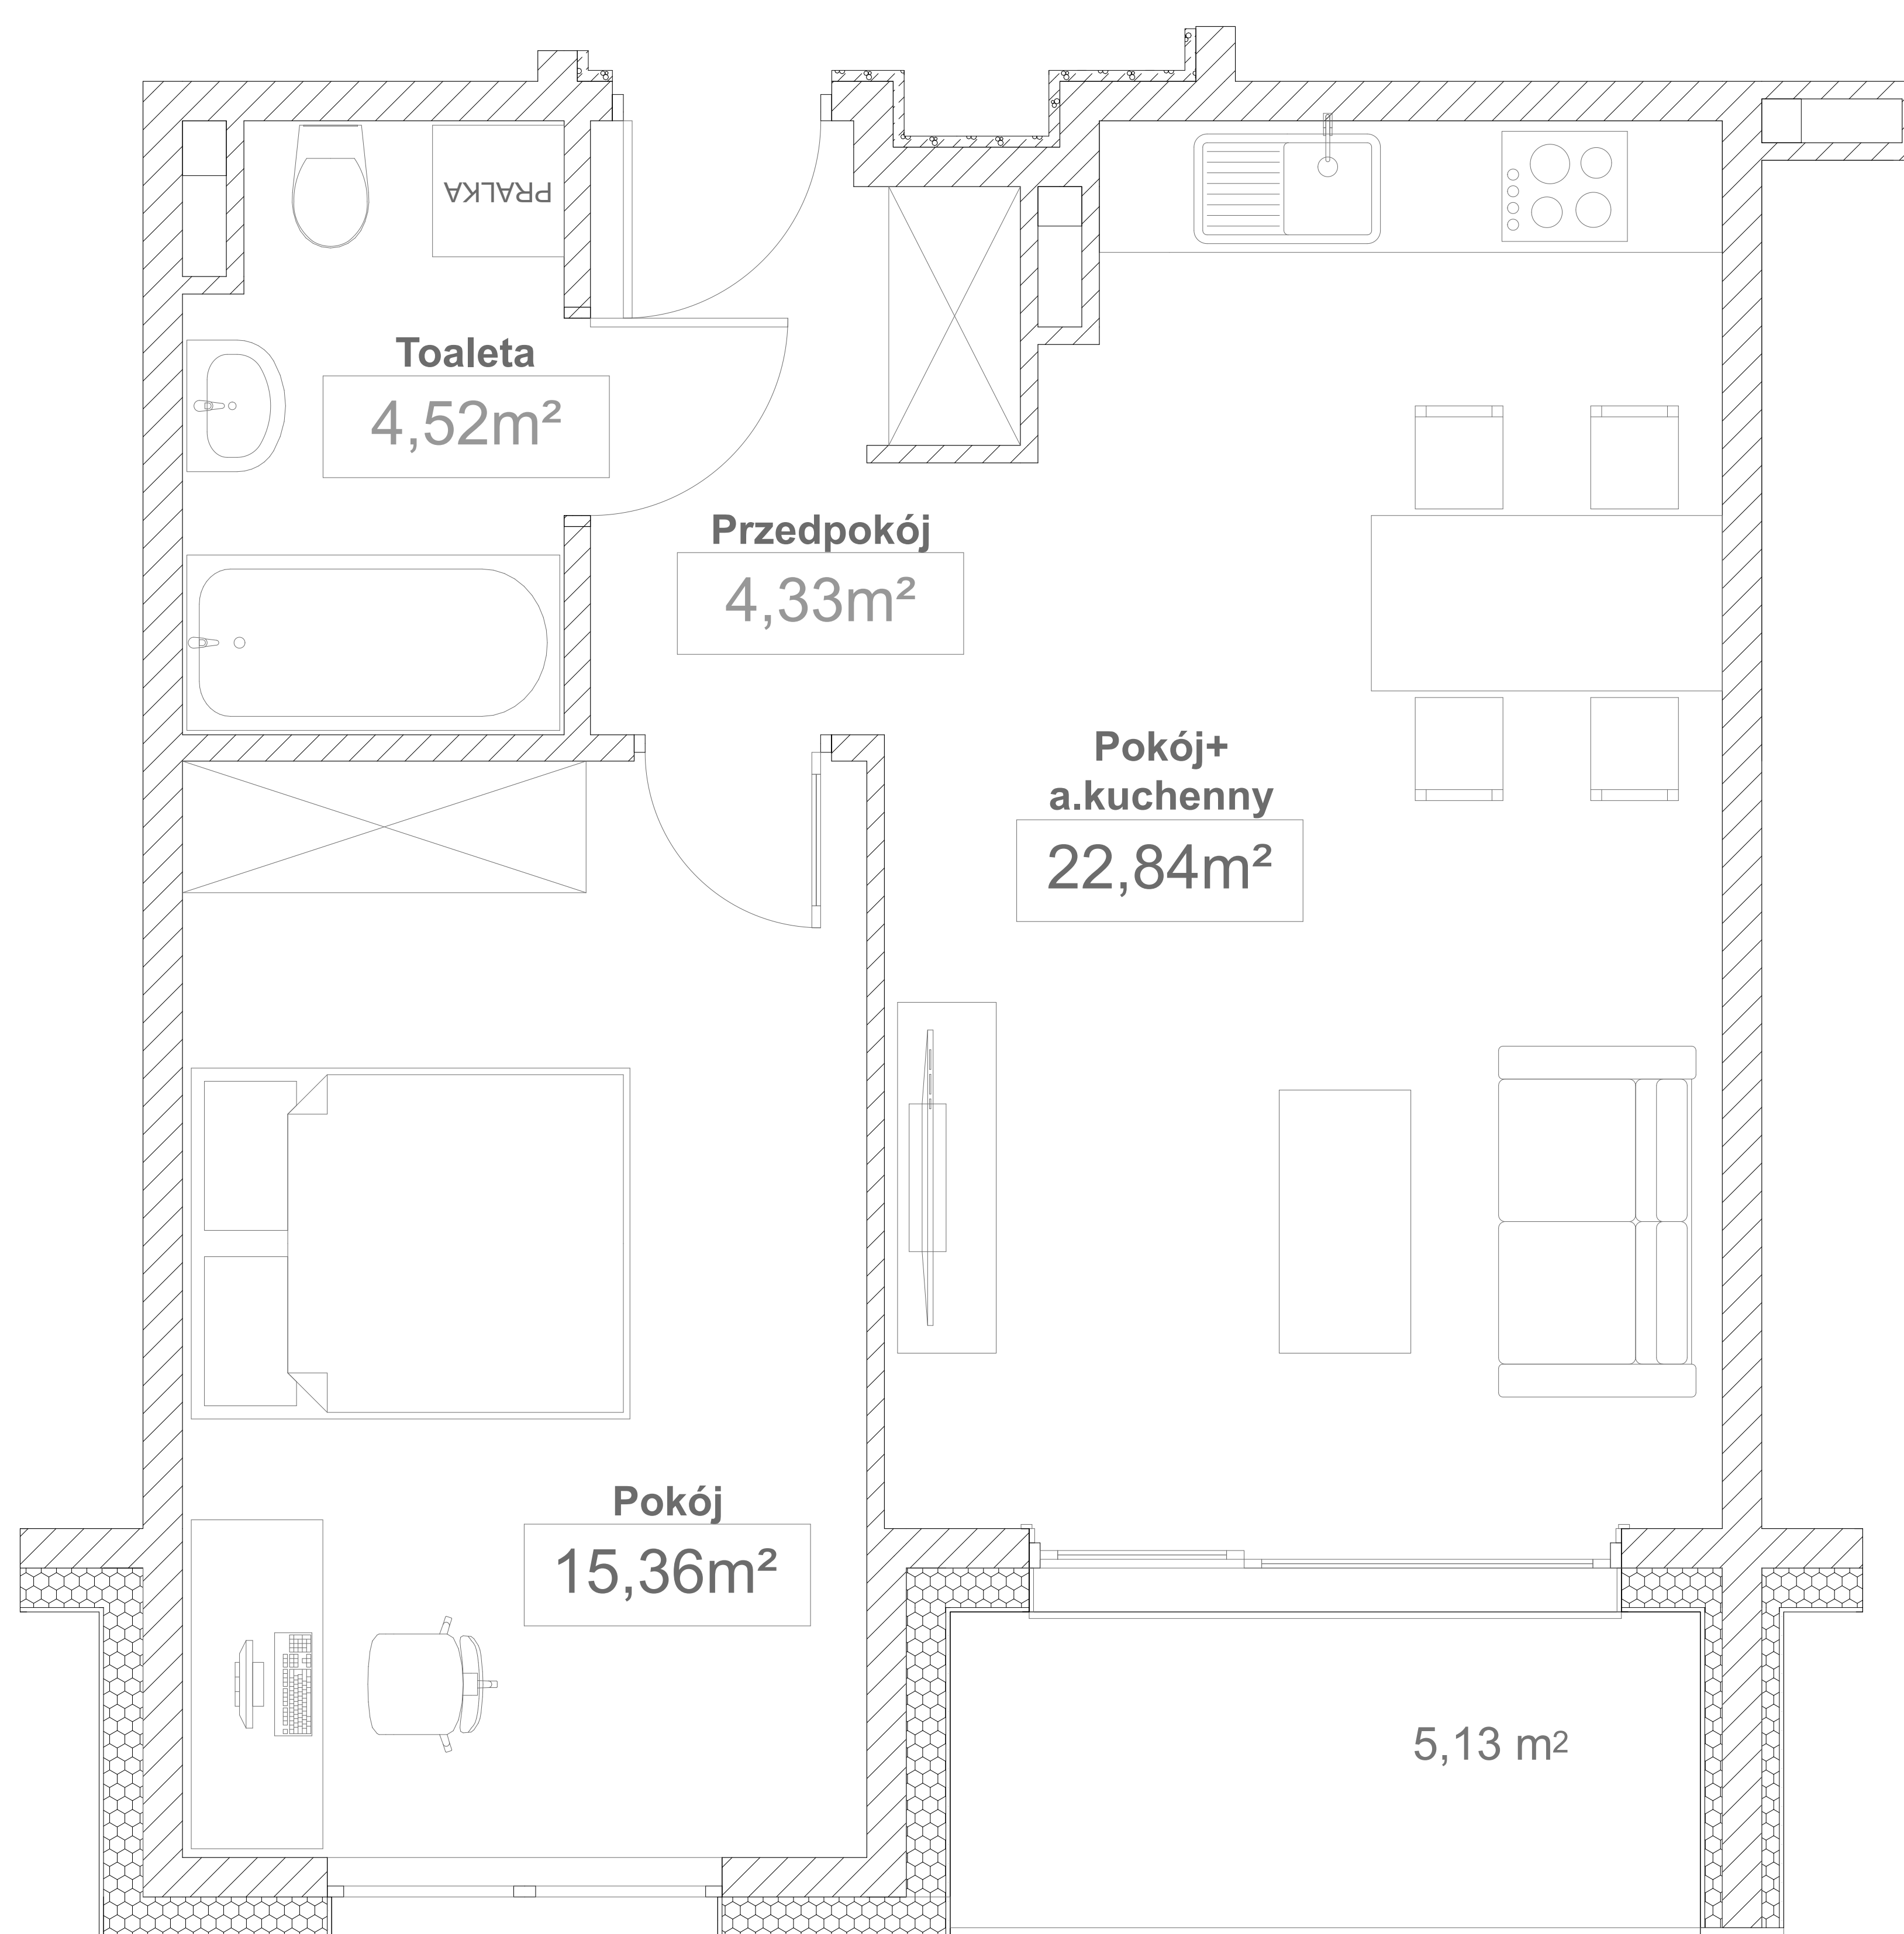 PRALKA
Toaleta
4,52m²
Przedpokój
4,33m²
Pokój+
a.kuchenny
22,84m²
Pokój
15,36m²
5,13 m²